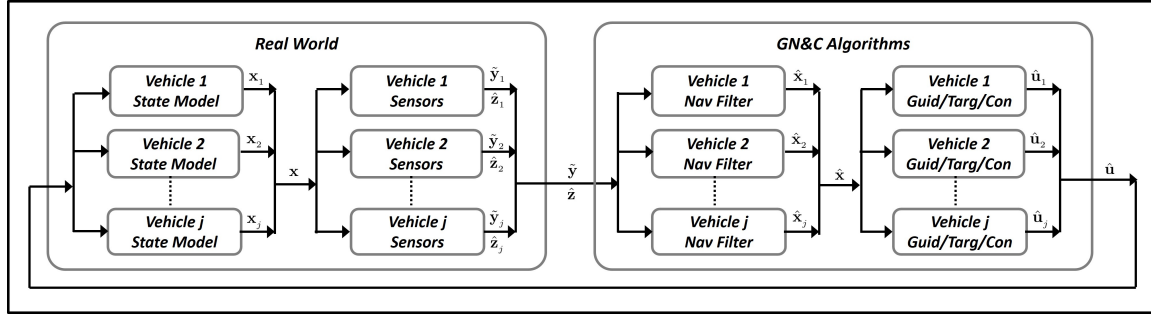 Real World
Vehicle 1
State Model
x₁
Vehicle 2
State Model
x₂
Vehicle j
State Model
xⱼ
x
Vehicle 1
Sensors
ỹ₁
ẑ₁
Vehicle 2
Sensors
ỹ₂
ẑ₂
Vehicle j
Sensors
ỹⱼ
ẑⱼ
ỹ
ẑ
GN&C Algorithms
Vehicle 1
Nav Filter
x̂₁
Vehicle 2
Nav Filter
x̂₂
Vehicle j
Nav Filter
x̂ⱼ
x̂
Vehicle 1
Guid/Targ/Con
û₁
Vehicle 2
Guid/Targ/Con
û₂
Vehicle j
Guid/Targ/Con
ûⱼ
û